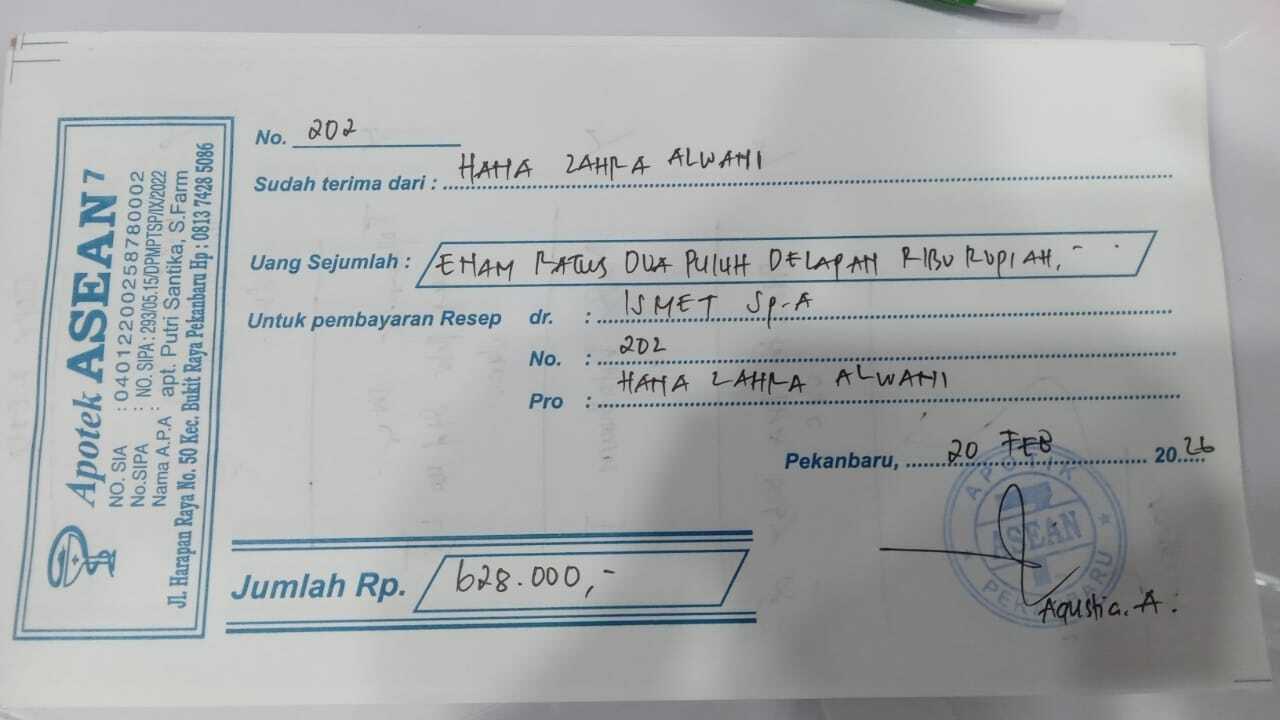 Apotek ASEAN 7
NO. SIA : 040122002258780002
No.SIPA : NO. SIPA : 293/05.15/DPMPTSP/IX/2022
Nama A.P.A : apt. Putri Santika, S.Farm
Jl. Harapan Raya No. 50 Kec. Bukit Raya Pekanbaru Hp : 0813 7428 5086
No. 202
Sudah terima dari : HANA ZAHRA ALWANI
Uang Sejumlah : ENAM RATUS DUA PULUH DELAPAN RIBU RUPIAH,-
Untuk pembayaran Resep dr. : ISMET Sp.A
No. : 202
Pro : HANA ZAHRA ALWANI
Pekanbaru, 20 FEB 2026
APOTIK
ASEAN
PEKANBARU
Agustia. A.
Jumlah Rp. 628.000,-